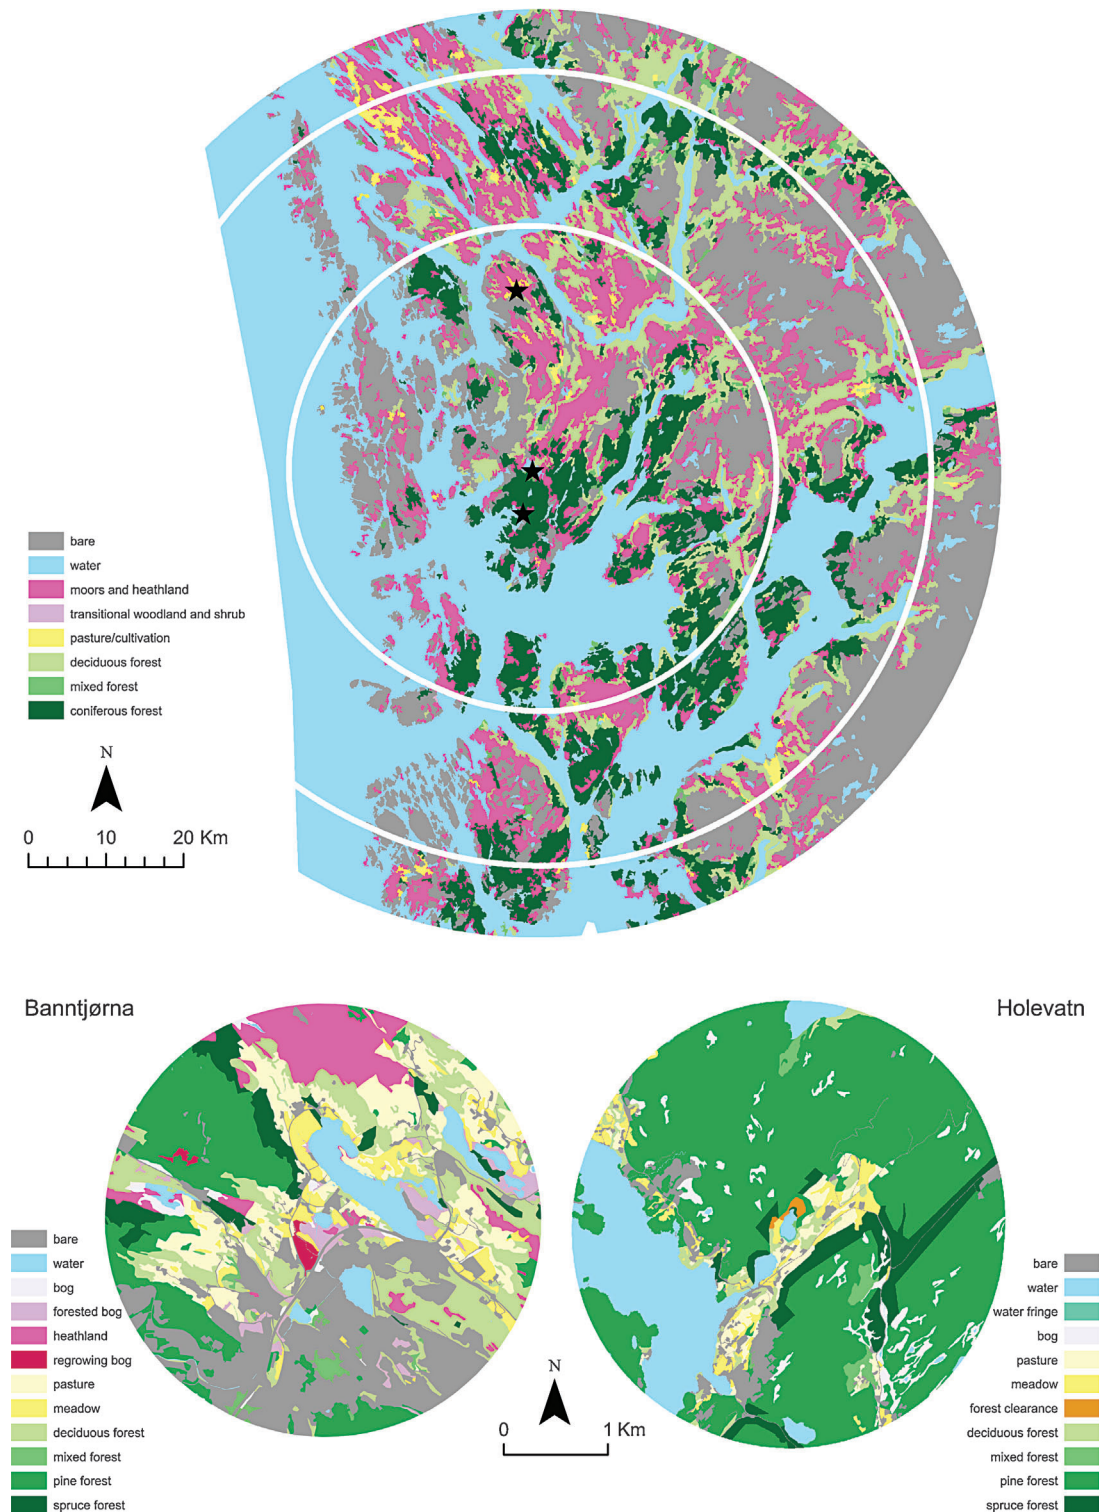 bare
water
moors and heathland
transitional woodland and shrub
pasture/cultivation
deciduous forest
mixed forest
coniferous forest
N
0 10 20 Km
Banntjørna
Holevatn
bare
water
bog
forested bog
heathland
regrowing bog
pasture
meadow
deciduous forest
mixed forest
pine forest
spruce forest
N
0 1 Km
bare
water
water fringe
bog
pasture
meadow
forest clearance
deciduous forest
mixed forest
pine forest
spruce forest